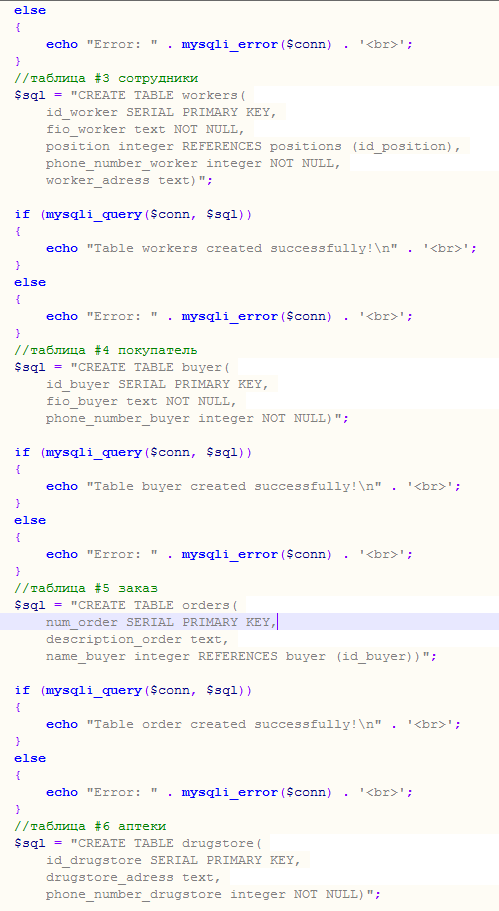 else
{
    echo "Error: " . mysqli_error($conn) . '<br>';
}
//таблица #3 сотрудники
$sql = "CREATE TABLE workers(
    id_worker SERIAL PRIMARY KEY,
    fio_worker text NOT NULL,
    position integer REFERENCES positions (id_position),
    phone_number_worker integer NOT NULL,
    worker_adress text)";

if (mysqli_query($conn, $sql))
{
    echo "Table workers created successfully!\n" . '<br>';
}
else
{
    echo "Error: " . mysqli_error($conn) . '<br>';
}
//таблица #4 покупатель
$sql = "CREATE TABLE buyer(
    id_buyer SERIAL PRIMARY KEY,
    fio_buyer text NOT NULL,
    phone_number_buyer integer NOT NULL)";

if (mysqli_query($conn, $sql))
{
    echo "Table buyer created successfully!\n" . '<br>';
}
else
{
    echo "Error: " . mysqli_error($conn) . '<br>';
}
//таблица #5 заказ
$sql = "CREATE TABLE orders(
    num_order SERIAL PRIMARY KEY,
    description_order text,
    name_buyer integer REFERENCES buyer (id_buyer))";

if (mysqli_query($conn, $sql))
{
    echo "Table order created successfully!\n" . '<br>';
}
else
{
    echo "Error: " . mysqli_error($conn) . '<br>';
}
//таблица #6 аптеки
$sql = "CREATE TABLE drugstore(
    id_drugstore SERIAL PRIMARY KEY,
    drugstore_adress text,
    phone_number_drugstore integer NOT NULL)";